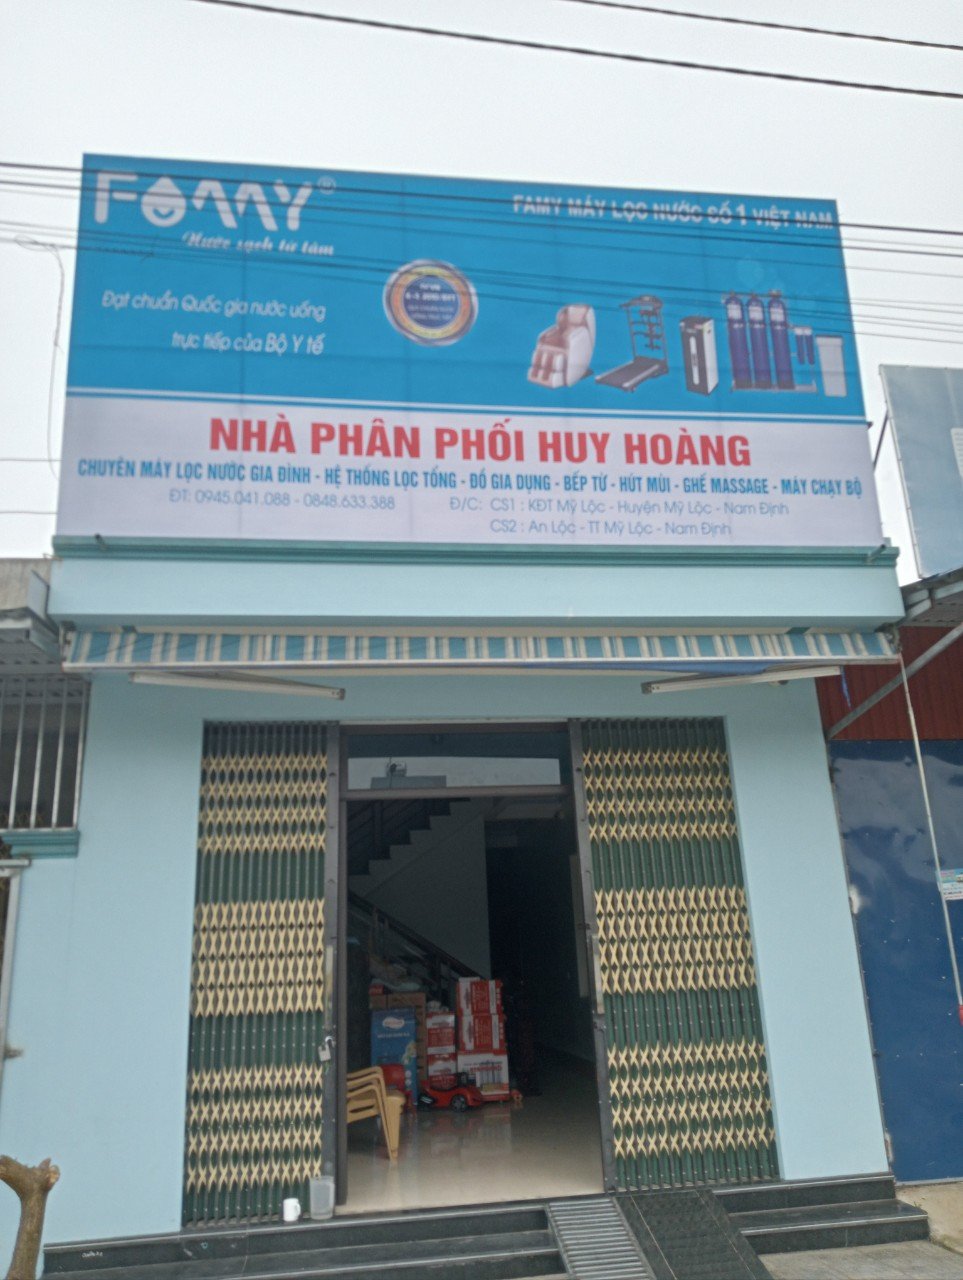 FAMY®
Nước sạch từ tâm
FAMY MÁY LỌC NƯỚC SỐ 1 VIỆT NAM
Đạt chuẩn Quốc gia nước uống
trực tiếp của Bộ Y tế
NHÀ PHÂN PHỐI HUY HOÀNG
CHUYÊN MÁY LỌC NƯỚC GIA ĐÌNH - HỆ THỐNG LỌC TỔNG - ĐỒ GIA DỤNG - BẾP TỪ - HÚT MÙI - GHẾ MASSAGE - MÁY CHẠY BỘ
ĐT: 0945.041.088 - 0848.633.388
Đ/C: CS1 : KĐT Mỹ Lộc - Huyện Mỹ Lộc - Nam Định
CS2 : An Lộc - TT Mỹ Lộc - Nam Định